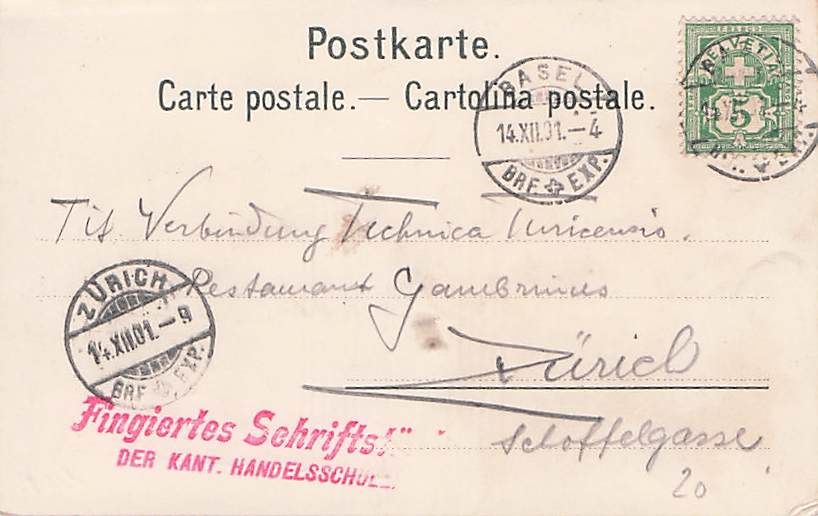 Postkarte.
Carte postale.— Cartolina postale.
HELVETIA
5
BASEL
14.XII.01.–4
BRF. EXP.
Tit Verbindung Technica Turicensis.
Restaurant Gambrinus
Zürich
Schoffelgasse
20
ZÜRICH
14.XII.01.–9
BRF. EXP.
"Fingiertes Schriftst."
DER KANT. HANDELSSCHULE